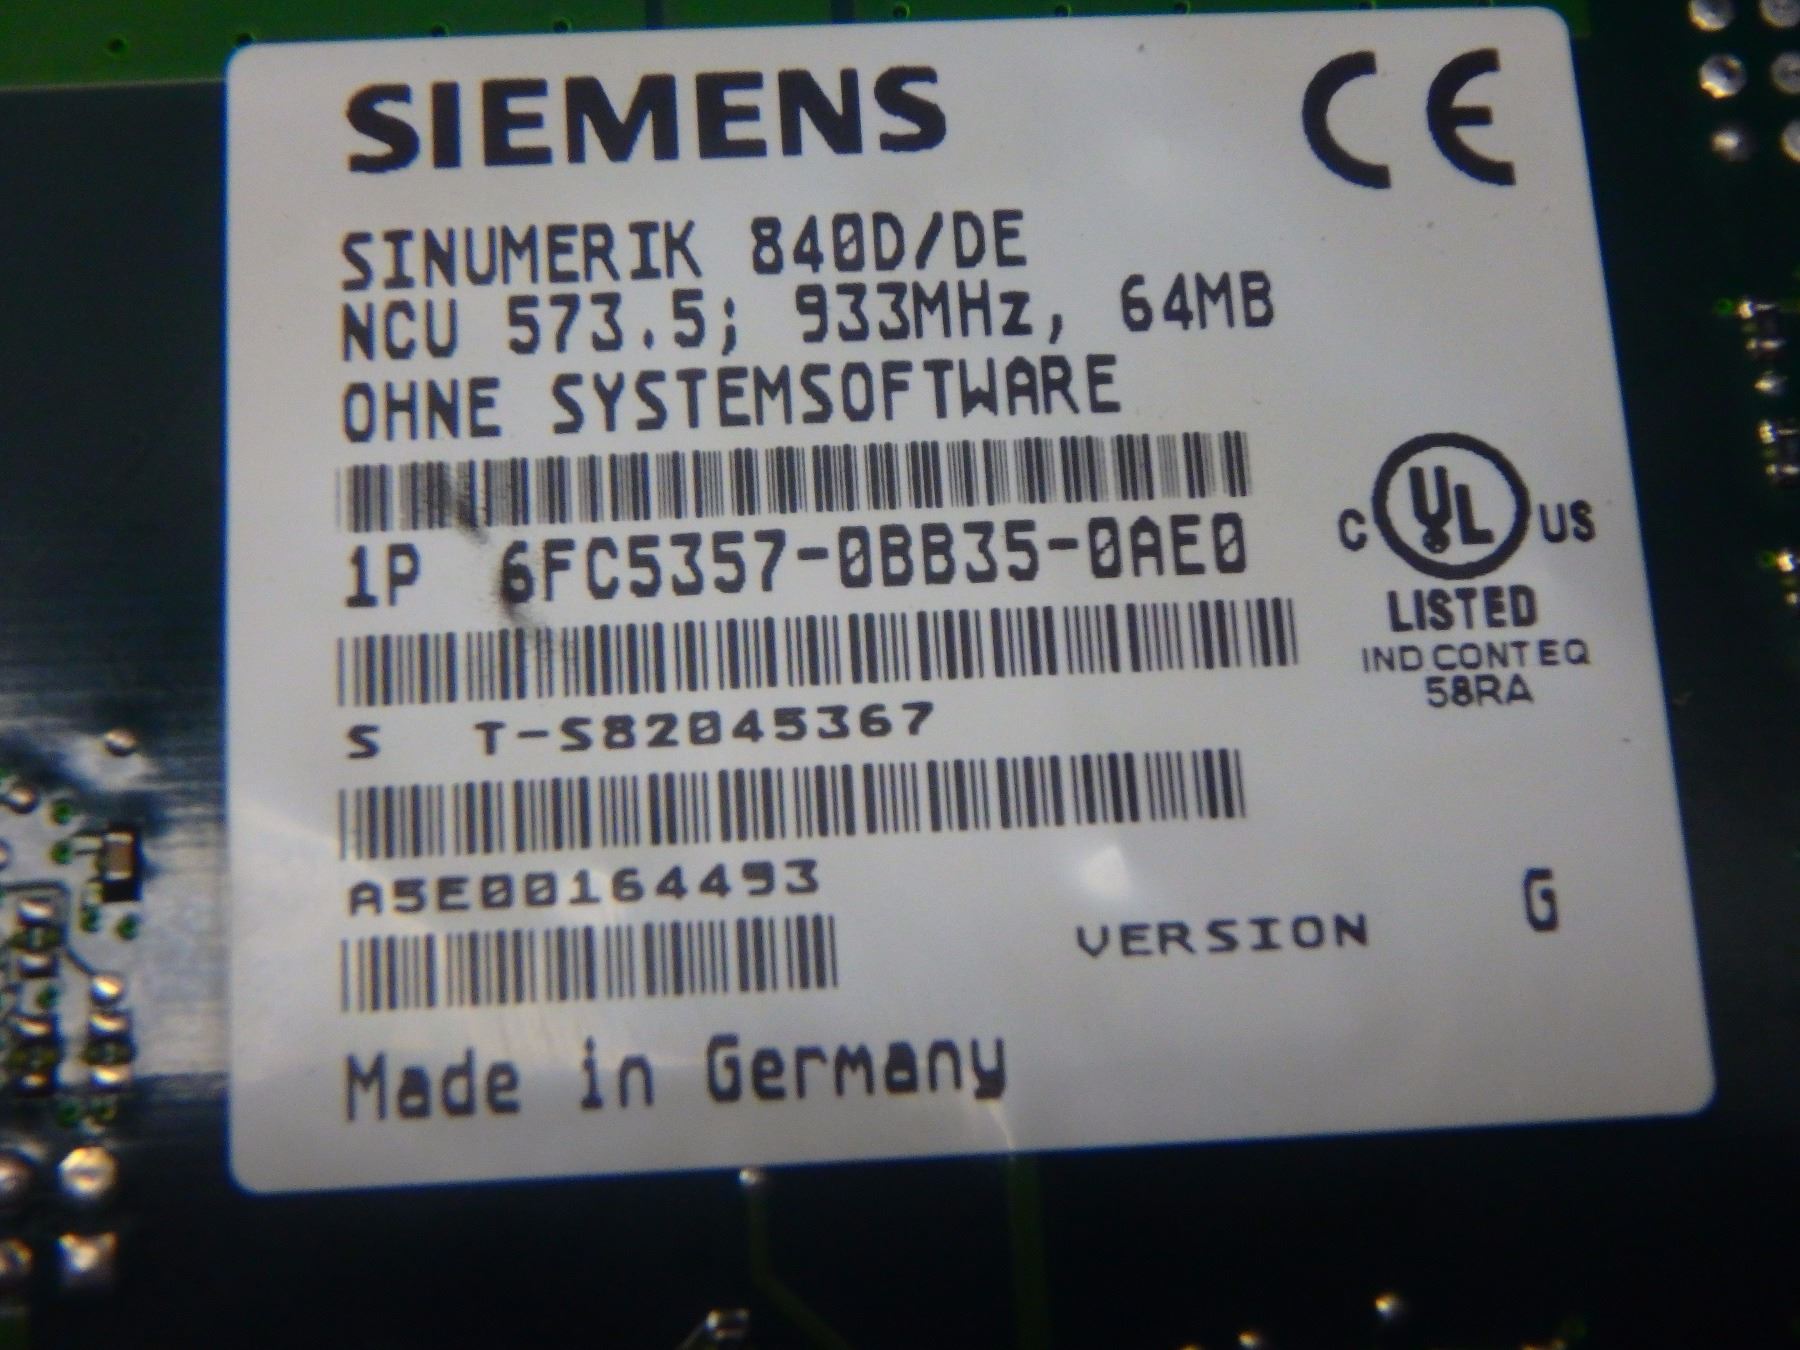 SIEMENS
CE
SINUMERIK 840D/DE
NCU 573.5; 933MHz, 64MB
OHNE SYSTEMSOFTWARE
1P 6FC5357-0BB35-0AE0
C UL US
LISTED
IND CONT EQ
58RA
S T-S82045367
A5E00164493
VERSION G
Made in Germany